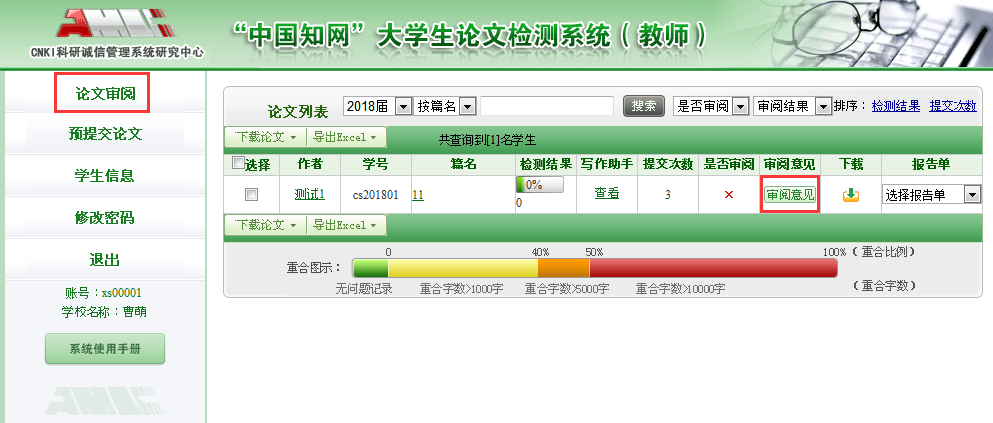 AMLC
CNKI科研诚信管理系统研究中心
“中国知网”大学生论文检测系统（教师）
论文审阅
预提交论文
学生信息
修改密码
退出
账号：xs00001
学校名称：曹萌
系统使用手册
论文列表 2018届 按篇名 搜索 是否审阅 审阅结果 排序： 检测结果 提交次数
下载论文 导出Excel 共查询到[1]名学生
选择 作者 学号 篇名 检测结果 写作助手 提交次数 是否审阅 审阅意见 下载 报告单
测试1 cs201801 11 0% 查看 3 × 审阅意见 选择报告单
0
下载论文 导出Excel
0 40% 50% 100% （重合比例）
重合图示：
无问题记录 重合字数>1000字 重合字数>5000字 重合字数>10000字 （重合字数）